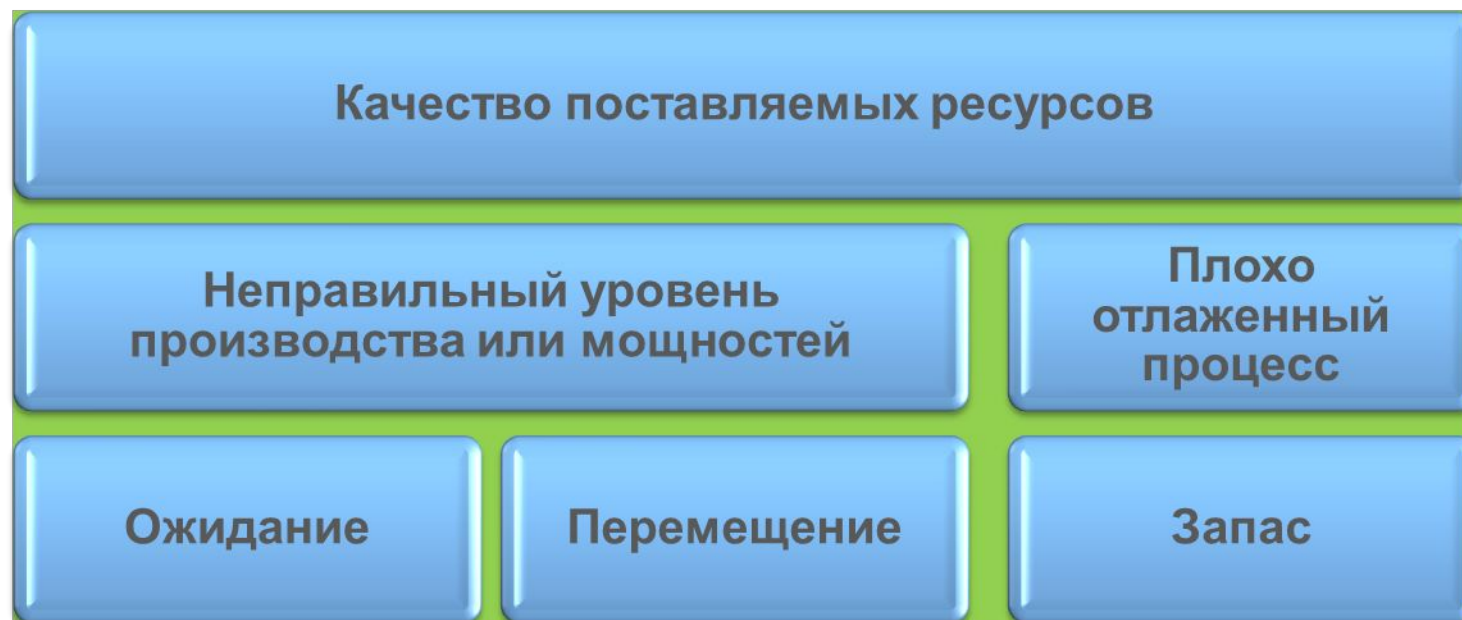 Качество поставляемых ресурсов
Неправильный уровень
производства или мощностей
Плохо
отлаженный
процесс
Ожидание
Перемещение
Запас